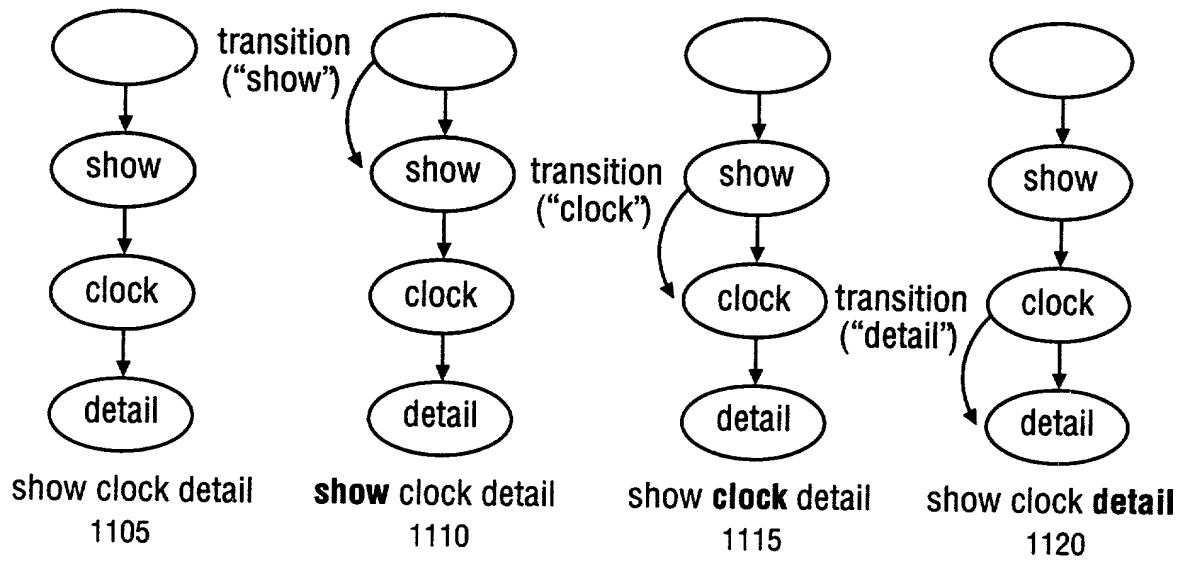 transition
(“show”)
show
clock
detail
show clock detail
1105
show
clock
detail
show clock detail
1110
transition
(“clock”)
show
clock
detail
show clock detail
1115
transition
(“detail”)
show
clock
detail
show clock detail
1120